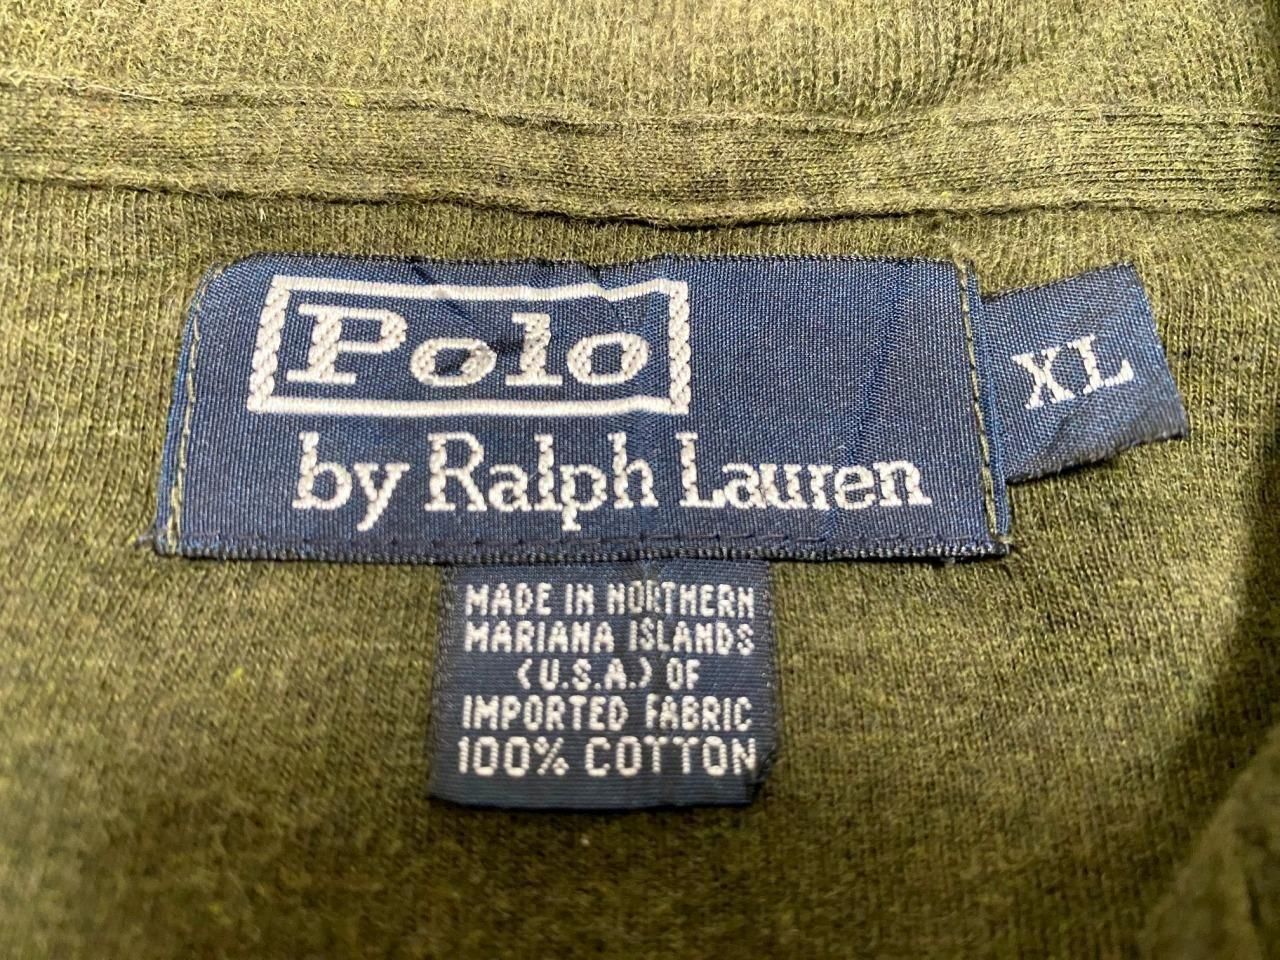 Polo
by Ralph Lauren
XL
MADE IN NORTHERN
MARIANA ISLANDS
(U.S.A.) OF
IMPORTED FABRIC
100% COTTON